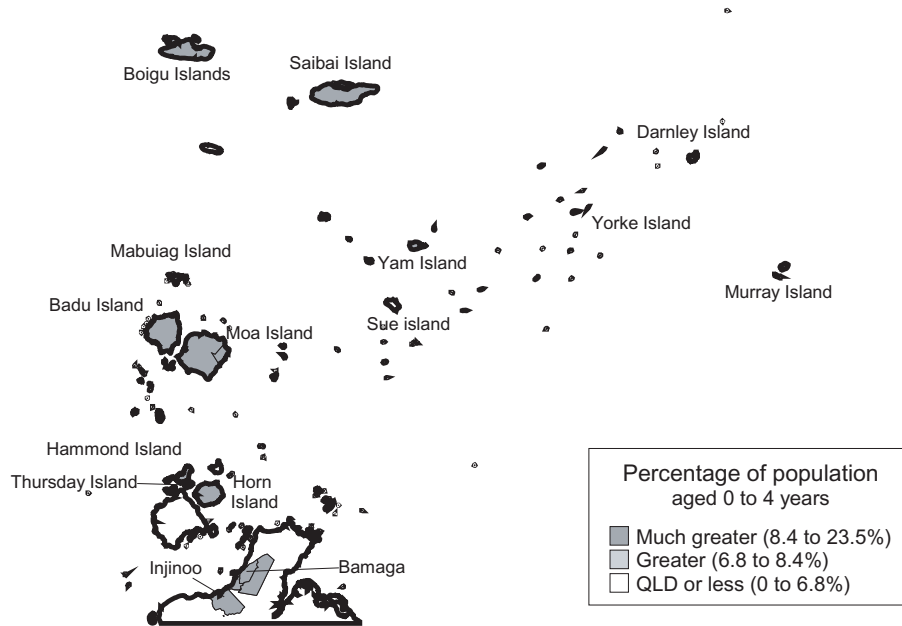 Boigu Islands
Saibai Island
Darnley Island
Yorke Island
Mabuiag Island
Yam Island
Murray Island
Badu Island
Moa Island
Sue island
Hammond Island
Thursday Island
Horn
Island
Injinoo
Bamaga
Percentage of population
aged 0 to 4 years
Much greater (8.4 to 23.5%)
Greater (6.8 to 8.4%)
QLD or less (0 to 6.8%)